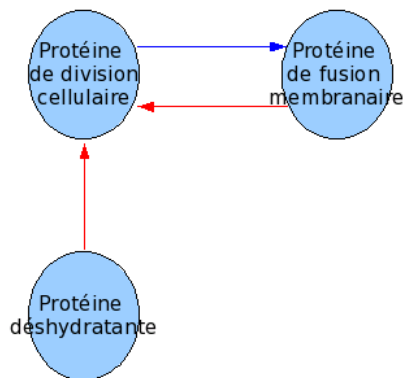 Protéine
de division
cellulaire
Protéine
de fusion
membranaire
Protéine
déshydratante